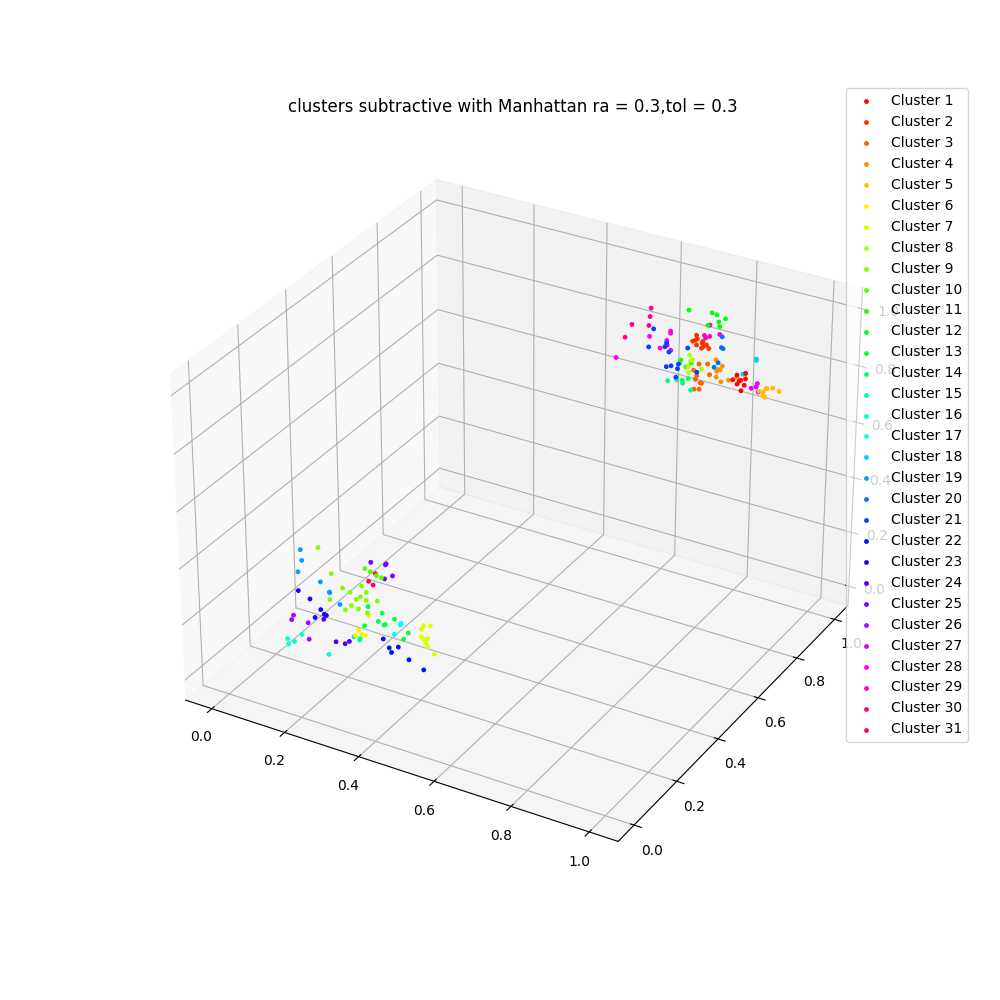 clusters subtractive with Manhattan ra = 0.3,tol = 0.3
Cluster 1
Cluster 2
Cluster 3
Cluster 4
Cluster 5
Cluster 6
Cluster 7
Cluster 8
Cluster 9
Cluster 10
Cluster 11
Cluster 12
Cluster 13
Cluster 14
Cluster 15
Cluster 16
Cluster 17
Cluster 18
Cluster 19
Cluster 20
Cluster 21
Cluster 22
Cluster 23
Cluster 24
Cluster 25
Cluster 26
Cluster 27
Cluster 28
Cluster 29
Cluster 30
Cluster 31
1.0
0.8
0.6
0.4
0.2
0.0
1.0
0.8
0.6
0.4
0.2
0.0
0.0
0.2
0.4
0.6
0.8
1.0